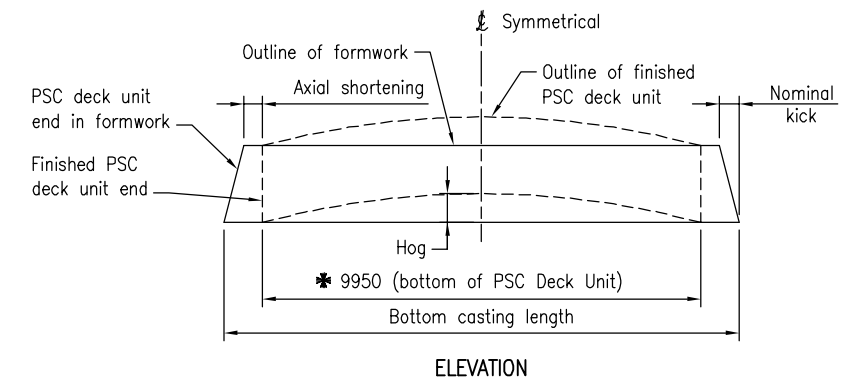 ℄ Symmetrical
Outline of formwork
Axial shortening
Outline of finished
PSC deck unit
PSC deck unit
end in formwork
Nominal
kick
Finished PSC
deck unit end
Hog
✤ 9950 (bottom of PSC Deck Unit)
Bottom casting length
ELEVATION